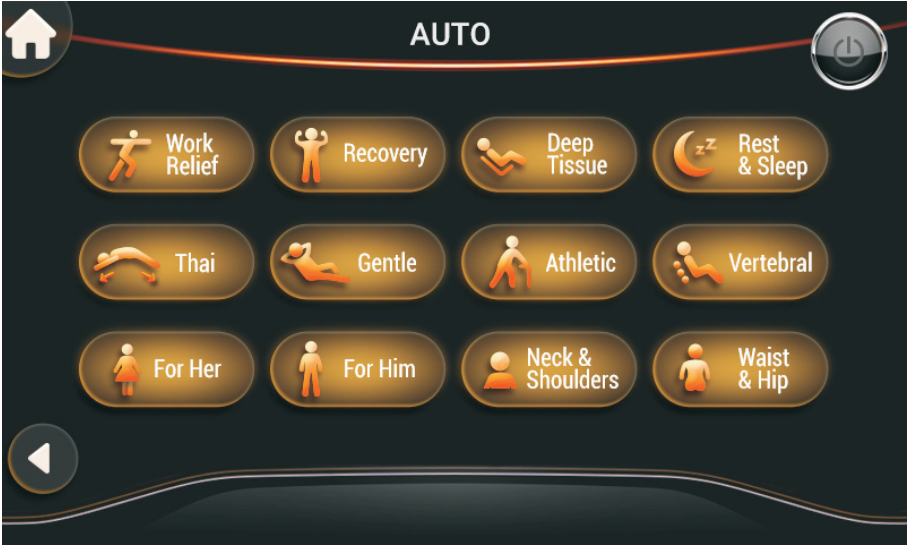 AUTO
Work
Relief
Recovery
Deep
Tissue
zZ
Rest
& Sleep
Thai
Gentle
Athletic
Vertebral
For Her
For Him
Neck &
Shoulders
Waist
& Hip